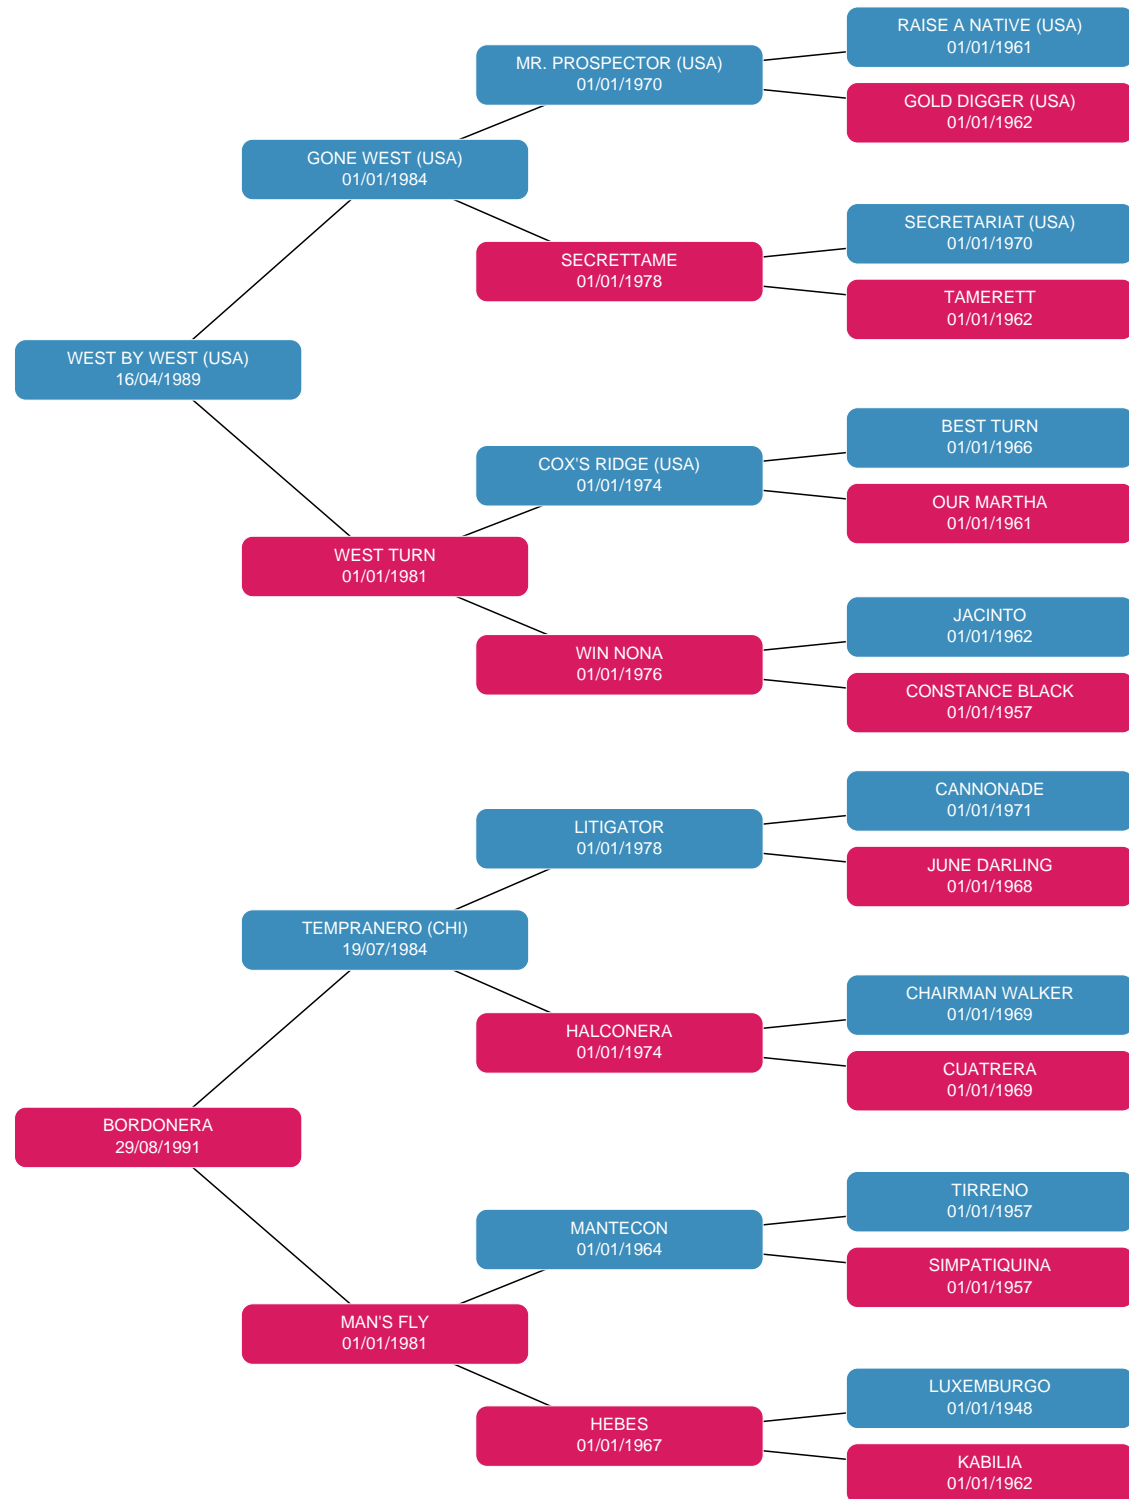 RAISE A NATIVE (USA)
01/01/1961
MR. PROSPECTOR (USA)
01/01/1970
GOLD DIGGER (USA)
01/01/1962
GONE WEST (USA)
01/01/1984
SECRETARIAT (USA)
01/01/1970
SECRETTAME
01/01/1978
TAMERETT
01/01/1962
WEST BY WEST (USA)
16/04/1989
BEST TURN
01/01/1966
COX'S RIDGE (USA)
01/01/1974
OUR MARTHA
01/01/1961
WEST TURN
01/01/1981
JACINTO
01/01/1962
WIN NONA
01/01/1976
CONSTANCE BLACK
01/01/1957
CANNONADE
01/01/1971
LITIGATOR
01/01/1978
JUNE DARLING
01/01/1968
TEMPRANERO (CHI)
19/07/1984
CHAIRMAN WALKER
01/01/1969
HALCONERA
01/01/1974
CUATRERA
01/01/1969
BORDONERA
29/08/1991
TIRRENO
01/01/1957
MANTECON
01/01/1964
SIMPATIQUINA
01/01/1957
MAN'S FLY
01/01/1981
LUXEMBURGO
01/01/1948
HEBES
01/01/1967
KABILIA
01/01/1962